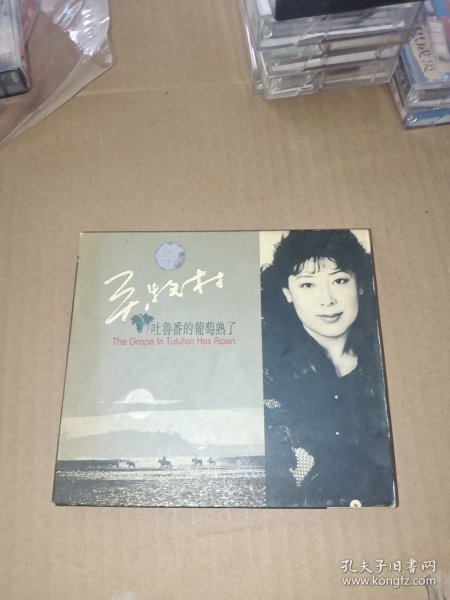 关牧村
吐魯番的葡萄熟了
The Grape In Tulufan Has Ripen
孔夫子旧书网
www.kongfz.com